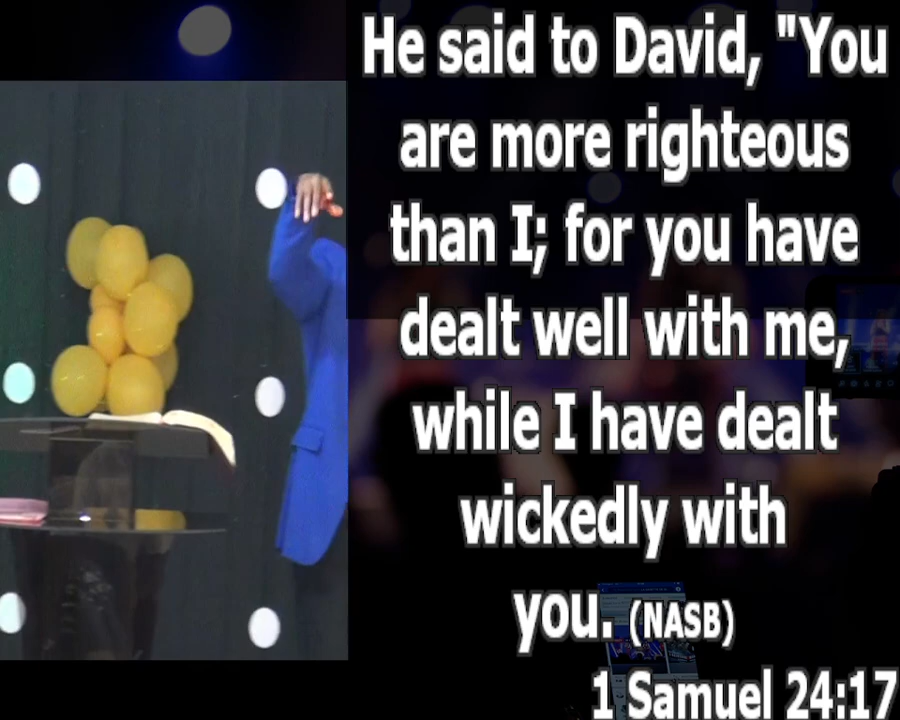 He said to David, "You
are more righteous
than I; for you have
dealt well with me,
while I have dealt
wickedly with
you. (NASB)
1 Samuel 24:17